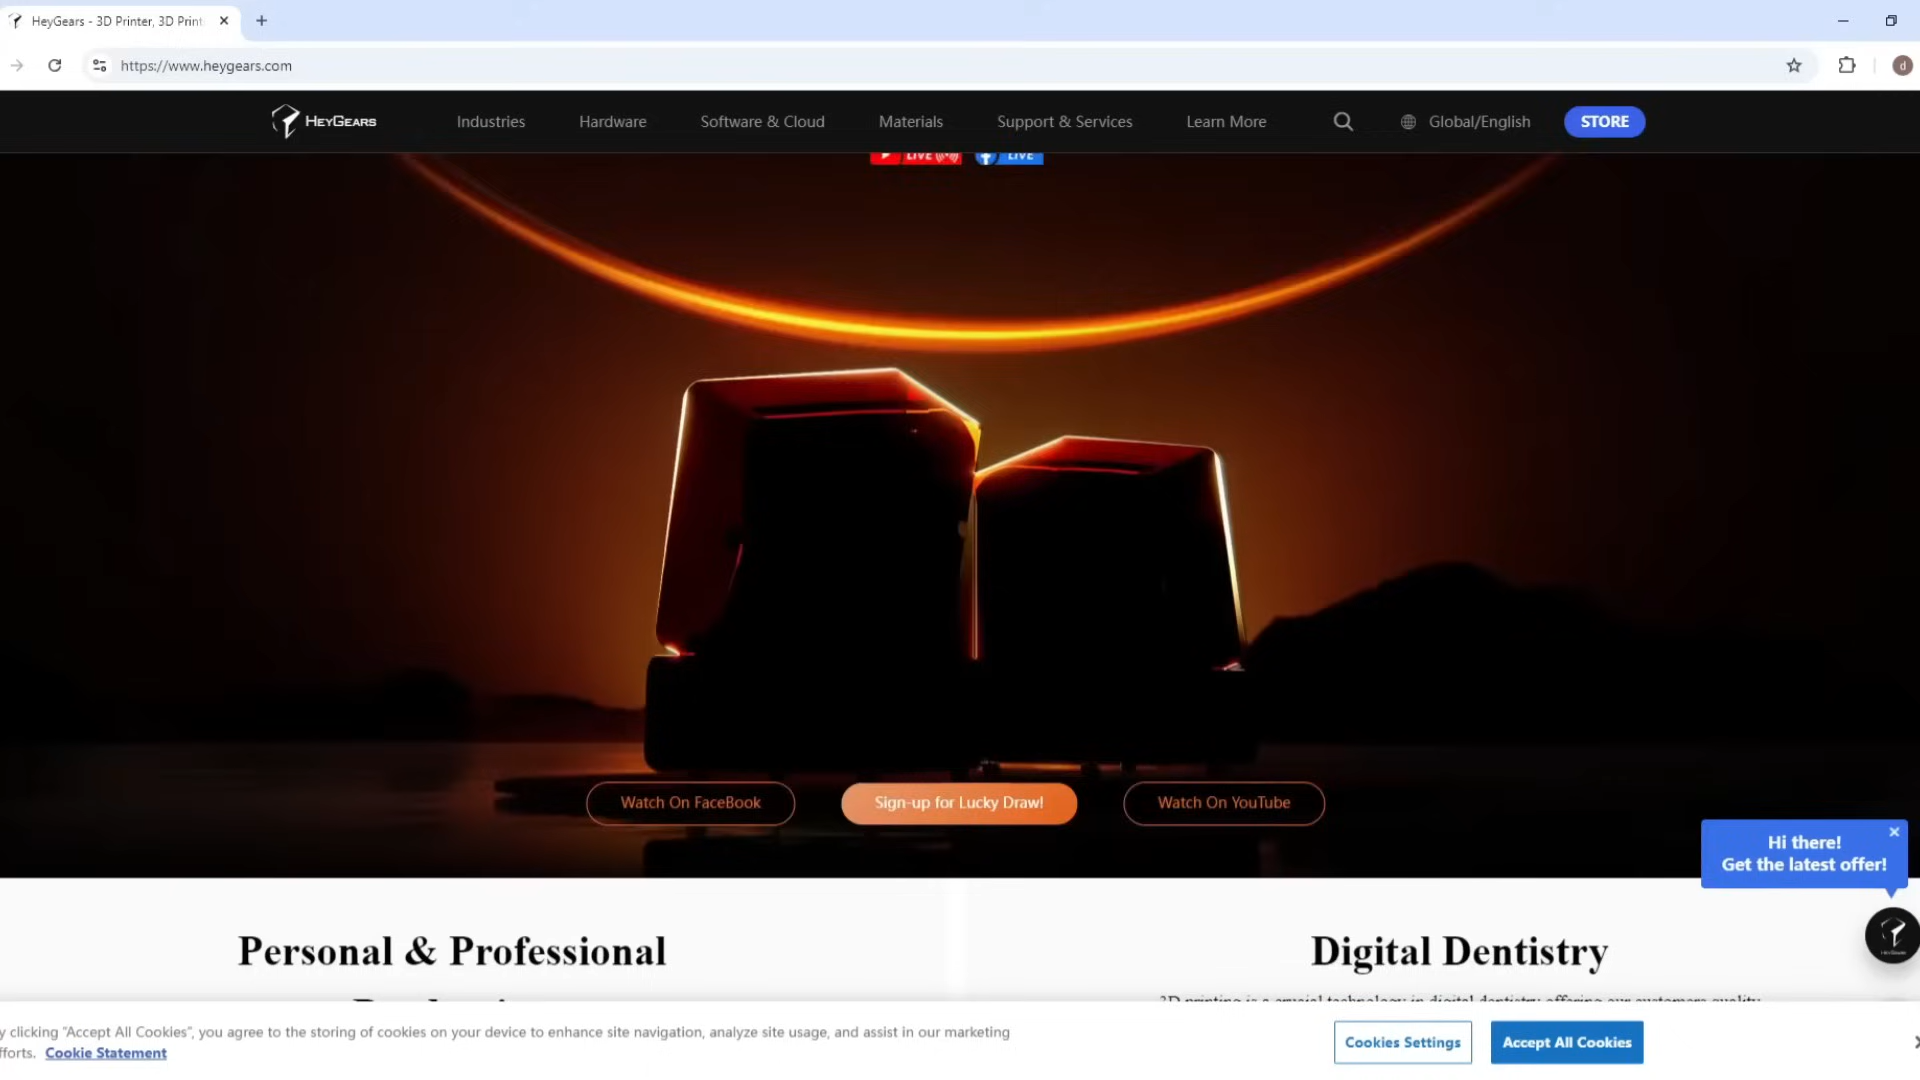 HeyGears - 3D Printer, 3D Print
https://www.heygears.com
d
HEYGEARS
Industries
Hardware
Software & Cloud
Materials
Support & Services
Learn More
Global/English
STORE
LIVE
LIVE
Watch On FaceBook
Sign-up for Lucky Draw!
Watch On YouTube
Hi there!
Get the latest offer!
Personal & Professional
Digital Dentistry
3D printing is a crucial technology in digital dentistry offering our customers quality
y clicking "Accept All Cookies", you agree to the storing of cookies on your device to enhance site navigation, analyze site usage, and assist in our marketing
fforts. Cookie Statement
Cookies Settings
Accept All Cookies